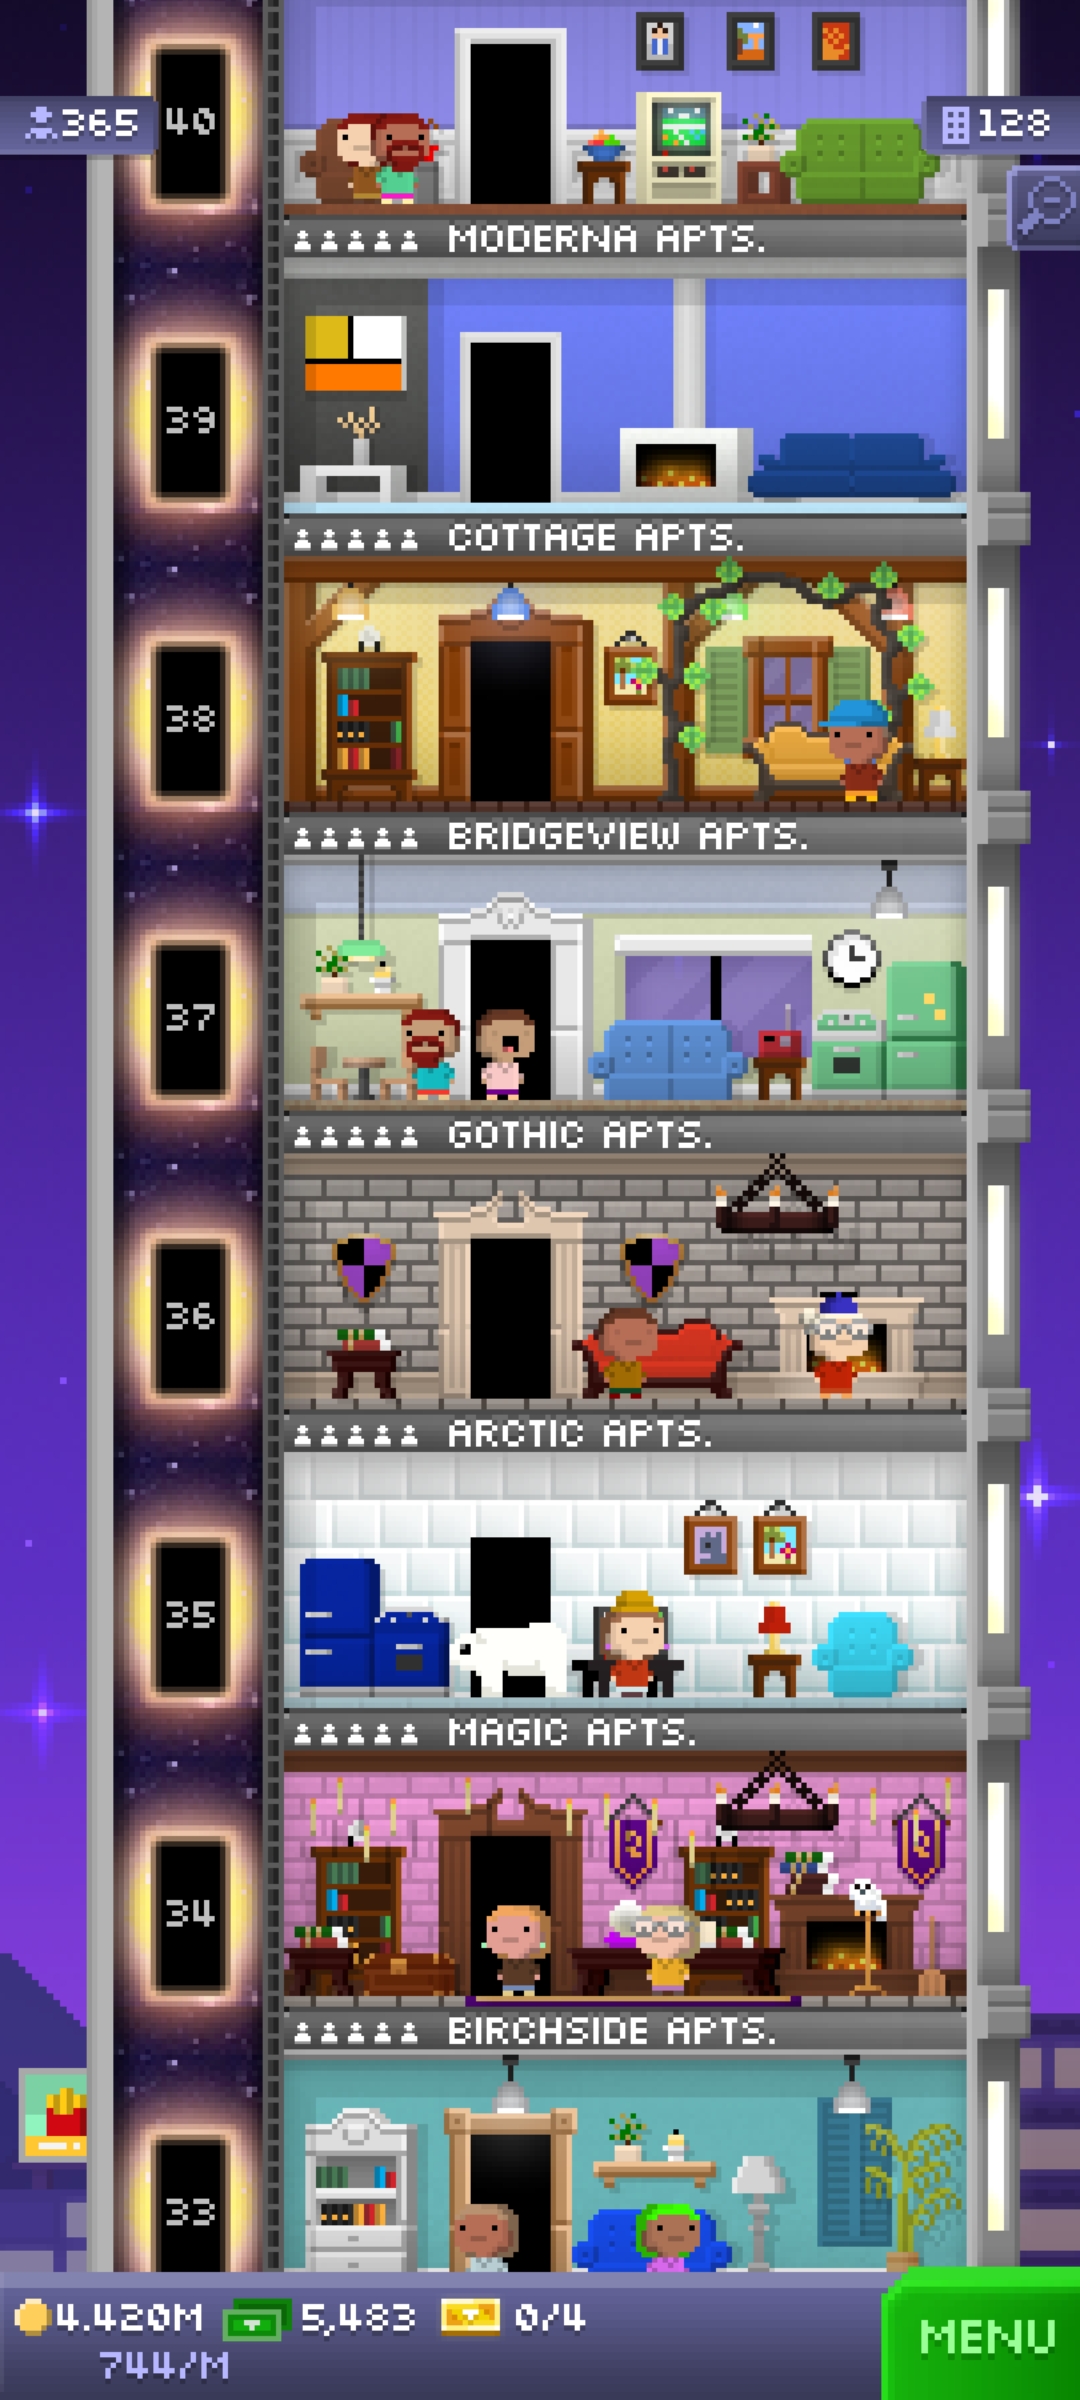 365
128
40
MODERNA APTS.
39
COTTAGE APTS.
38
BRIDGEVIEW APTS.
37
GOTHIC APTS.
36
ARCTIC APTS.
35
MAGIC APTS.
34
BIRCHSIDE APTS.
33
4.420M 5,483 0/4
744/M
MENU